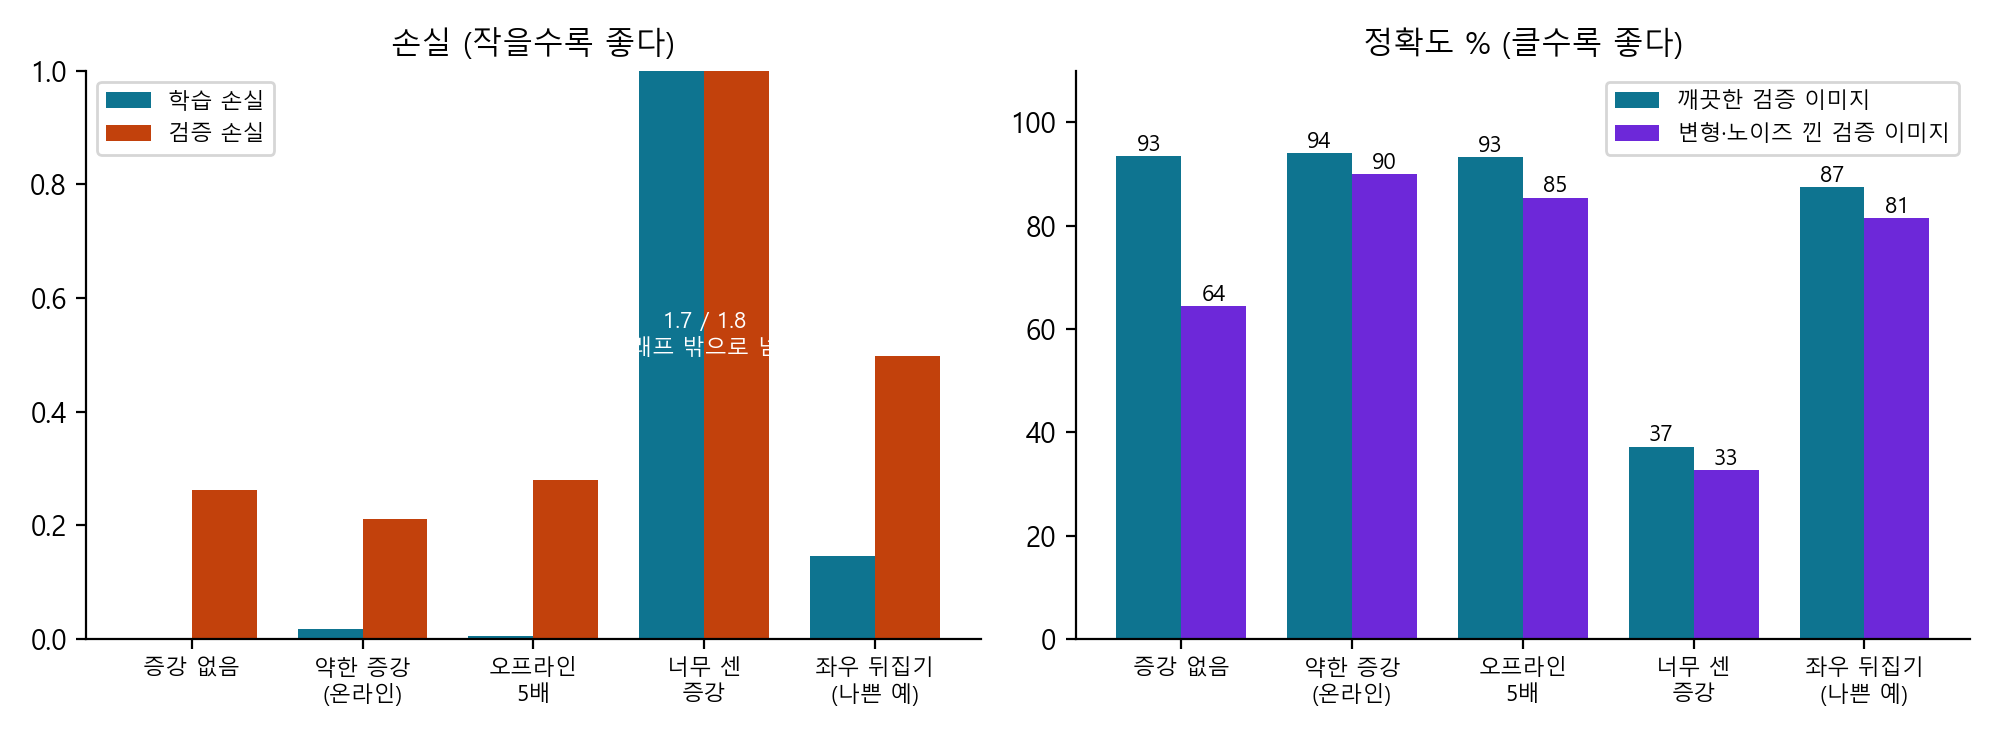 손실 (작을수록 좋다)
학습 손실
검증 손실
1.0
0.8
0.6
0.4
0.2
0.0
1.7 / 1.8
밖으로
증강 없음
약한 증강
(온라인)
오프라인
5배
너무 센
증강
좌우 뒤집기
(나쁜 예)
정확도 % (클수록 좋다)
깨끗한 검증 이미지
변형·노이즈 낀 검증 이미지
100
80
60
40
20
0
93
64
94
90
93
85
37
33
87
81
증강 없음
약한 증강
(온라인)
오프라인
5배
너무 센
증강
좌우 뒤집기
(나쁜 예)